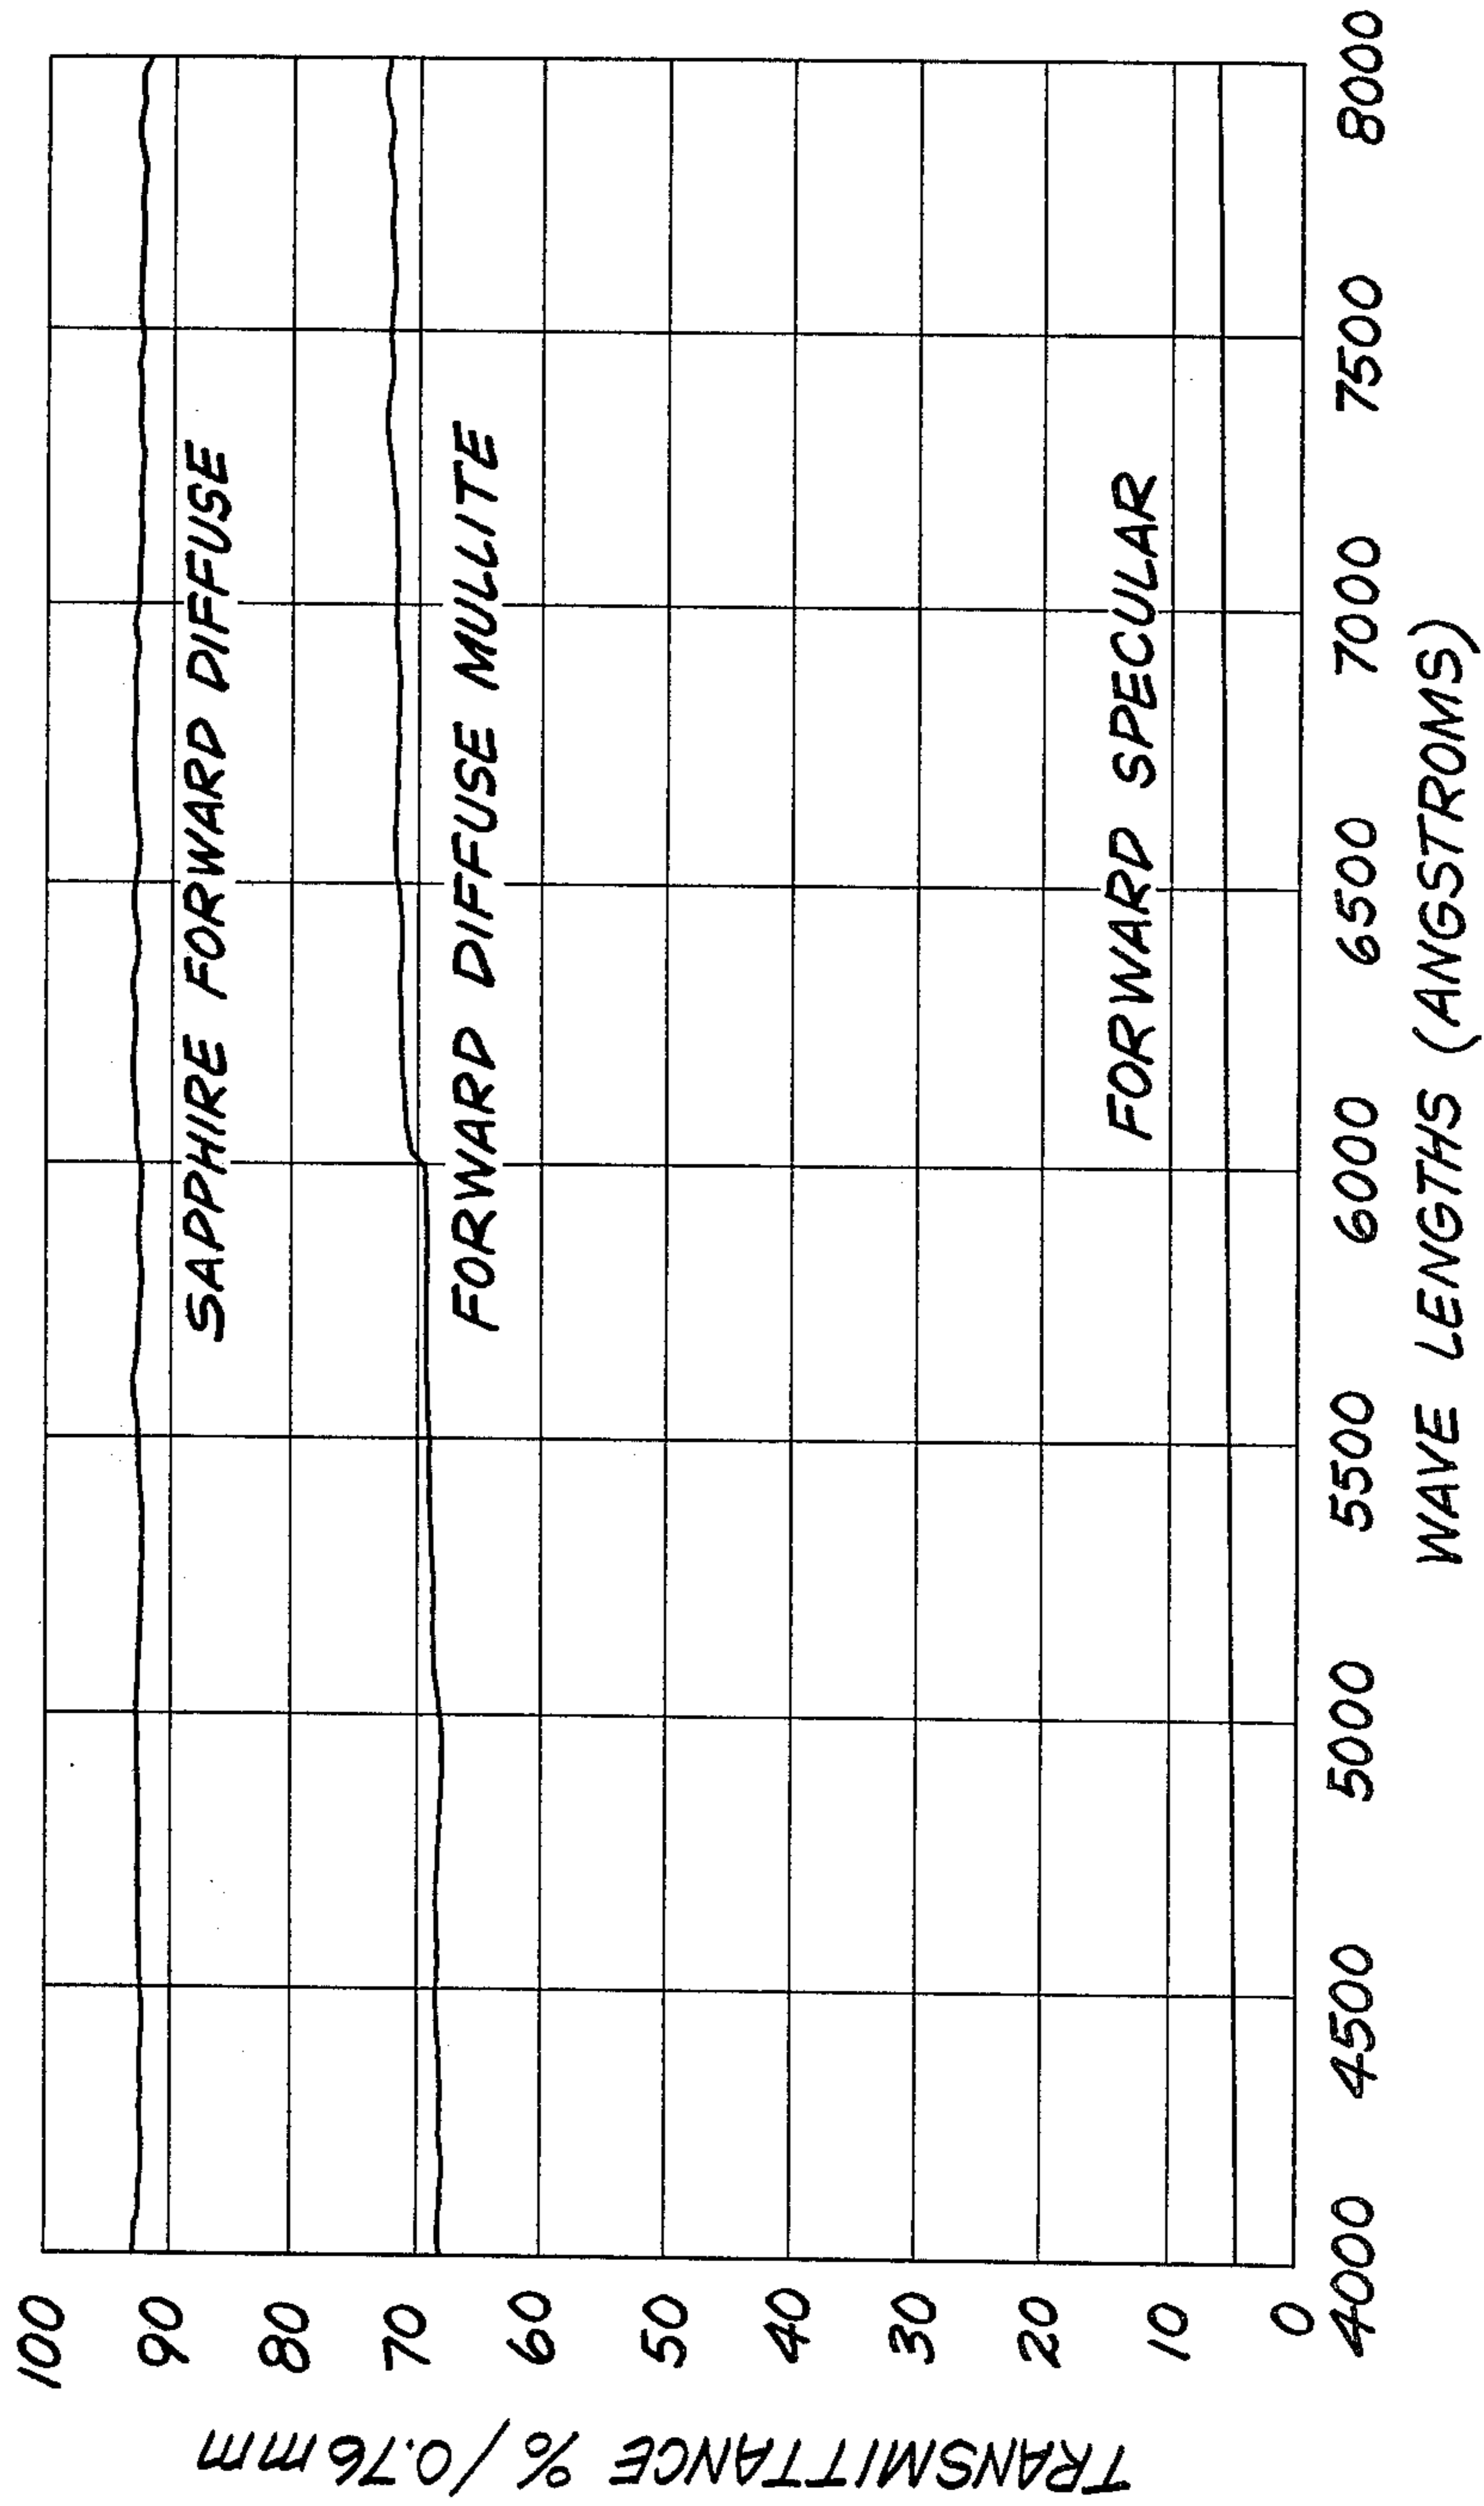 TRANSMITTANCE %/0.76mm
100
90
80
70
60
50
40
30
20
10
0
SAPPHIRE FORWARD DIFFUSE
FORWARD DIFFUSE MULLITE
FORWARD SPECULAR
4000 4500 5000 5500 6000 6500 7000 7500 8000
WAVE LENGTHS (ANGSTROMS)